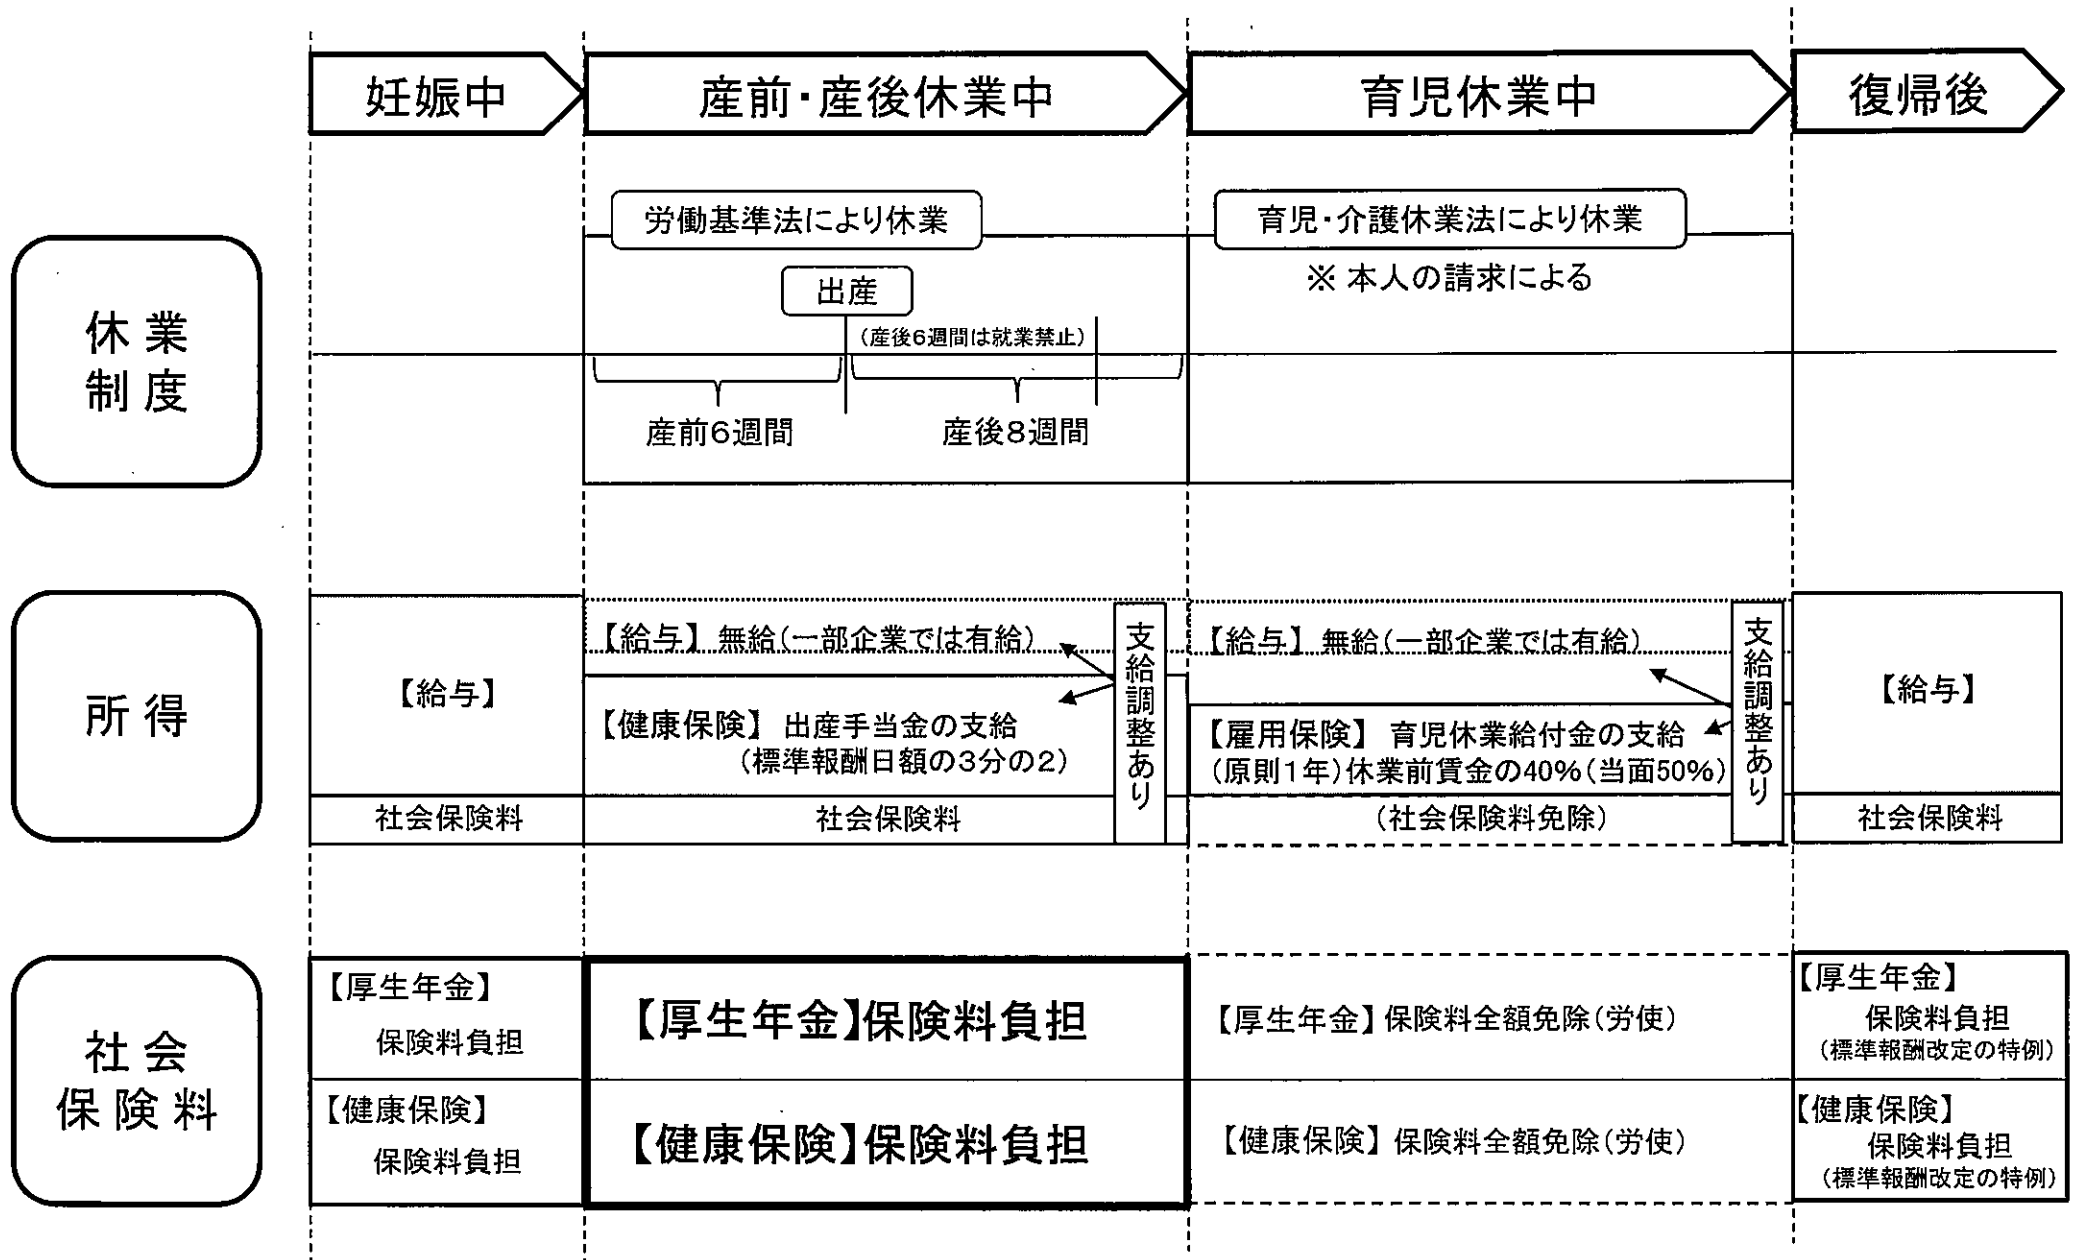 妊娠中
産前・産後休業中
育児休業中
復帰後
休業
制度
労働基準法により休業
出産
(産後6週間は就業禁止)
産前6週間
産後8週間
育児・介護休業法により休業
※ 本人の請求による
所得
【給与】
社会保険料
【給与】無給(一部企業では有給)
【健康保険】 出産手当金の支給
(標準報酬日額の3分の2)
社会保険料
支給調整あり
【給与】無給(一部企業では有給)
【雇用保険】 育児休業給付金の支給
(原則1年)休業前賃金の40%(当面50%)
(社会保険料免除)
支給調整あり
【給与】
社会保険料
社会
保険料
【厚生年金】
保険料負担
【健康保険】
保険料負担
【厚生年金】保険料負担
【健康保険】保険料負担
【厚生年金】保険料全額免除(労使)
【健康保険】保険料全額免除(労使)
【厚生年金】
保険料負担
(標準報酬改定の特例)
【健康保険】
保険料負担
(標準報酬改定の特例)